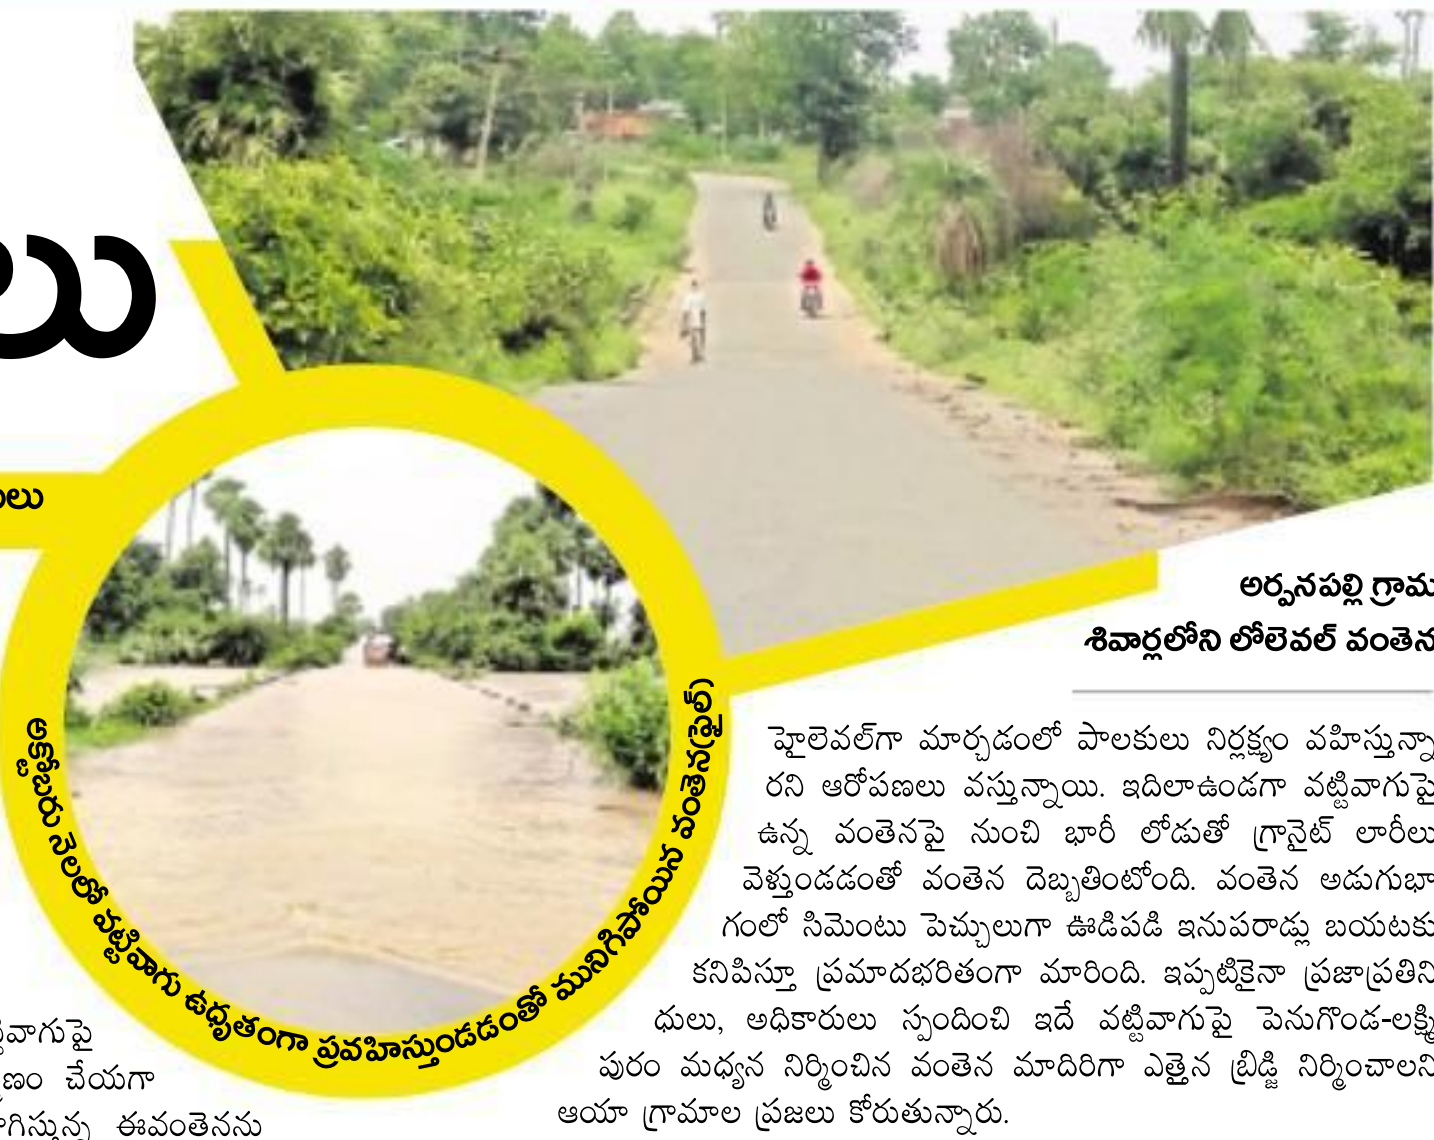 లు
అర్పనపల్లి గ్రామ
శివార్లలోని లోలెవల్ వంతెన
అక్టోబరు నెలలో వట్టివాగు ఉధృతంగా ప్రవహిస్తుండడంతో మునిగిపోయిన వంతెన(ఫైల్)
హైలెవల్‌గా మార్చడంలో పాలకులు నిర్లక్ష్యం వహిస్తున్నా
రని ఆరోపణలు వస్తున్నాయి. ఇదిలాఉండగా వట్టివాగుపై
ఉన్న వంతెనపై నుంచి భారీ లోడుతో గ్రానైట్ లారీలు
వెళ్తుండడంతో వంతెన దెబ్బతింటోంది. వంతెన అడుగుభా
గంలో సిమెంటు పెచ్చులుగా ఊడిపడి ఇనుపరాడ్లు బయటకు
కనిపిస్తూ ప్రమాదభరితంగా మారింది. ఇప్పటికైనా ప్రజాప్రతిని
ధులు, అధికారులు స్పందించి ఇదే వట్టివాగుపై పెనుగొండ-లక్ష్మి
పురం మధ్యన నిర్మించిన వంతెన మాదిరిగా ఎత్తైన బ్రిడ్జి నిర్మించాలని
ఆయా గ్రామాల ప్రజలు కోరుతున్నారు.
చేయగా
ఈవంతెనను